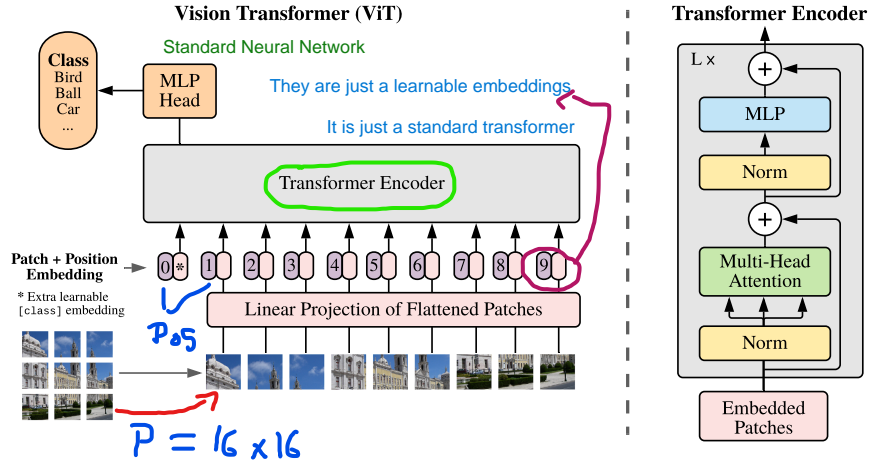 Vision Transformer (ViT)
Transformer Encoder
Standard Neural Network
Class
Bird
Ball
Car
...
MLP
Head
They are just a learnable embeddings
It is just a standard transformer
Transformer Encoder
Patch + Position
Embedding
0 * 1 2 3 4 5 6 7 8 9
* Extra learnable
[class] embedding
Linear Projection of Flattened Patches
Pos
P = 16 x 16
L x
+
MLP
Norm
+
Multi-Head
Attention
Norm
Embedded
Patches